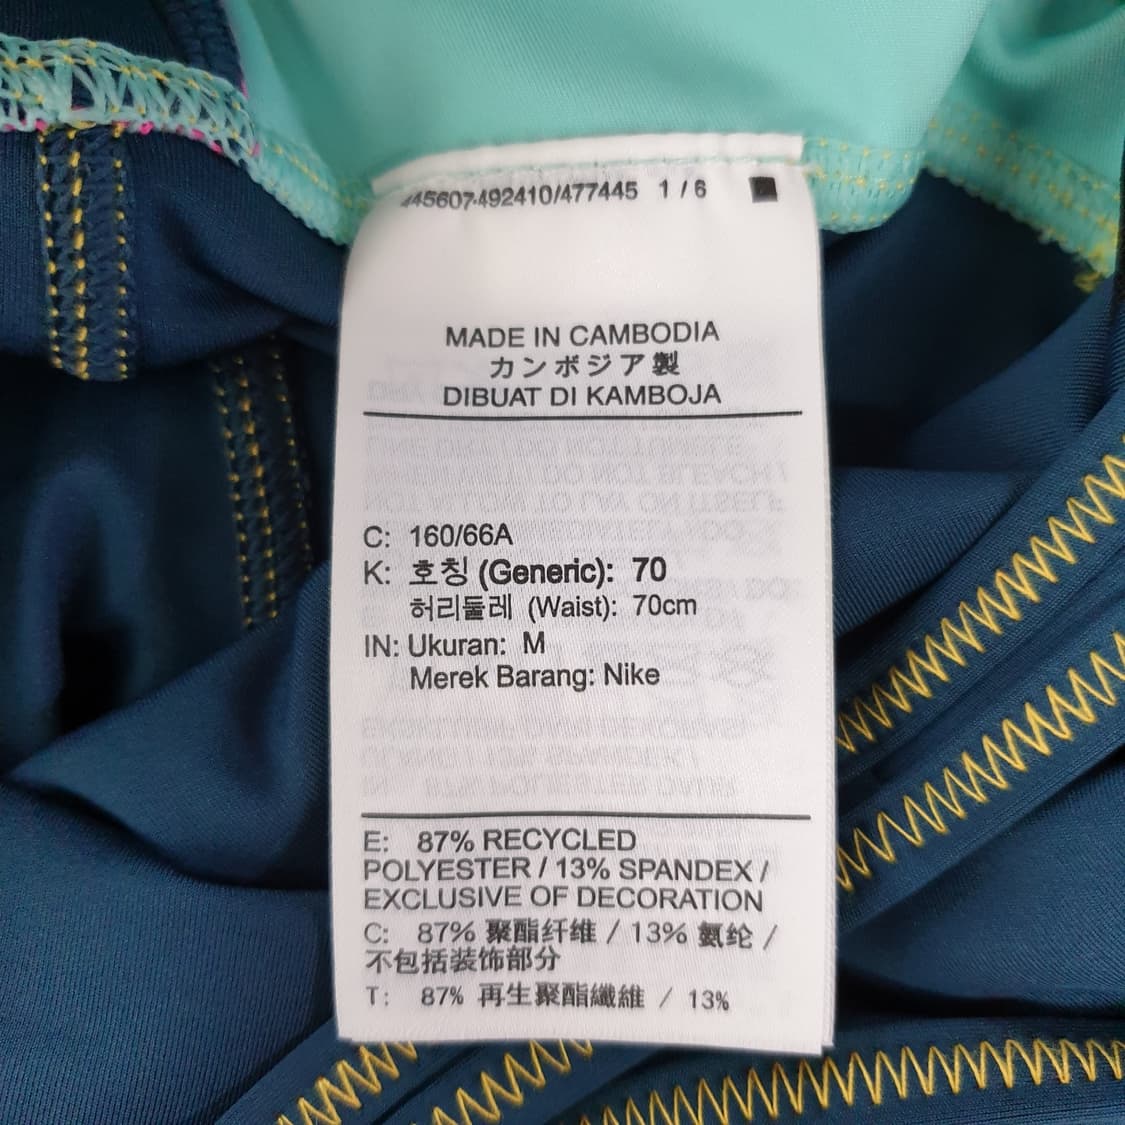 445607-492410/477445 1 / 6
MADE IN CAMBODIA
カンボジア製
DIBUAT DI KAMBOJA
C: 160/66A
K: 호칭 (Generic): 70
허리둘레 (Waist): 70cm
IN: Ukuran: M
Merek Barang: Nike
E: 87% RECYCLED
POLYESTER / 13% SPANDEX /
EXCLUSIVE OF DECORATION
C: 87% 聚酯纤维 / 13% 氨纶 /
不包括装饰部分
T: 87% 再生聚酯纖維 / 13%